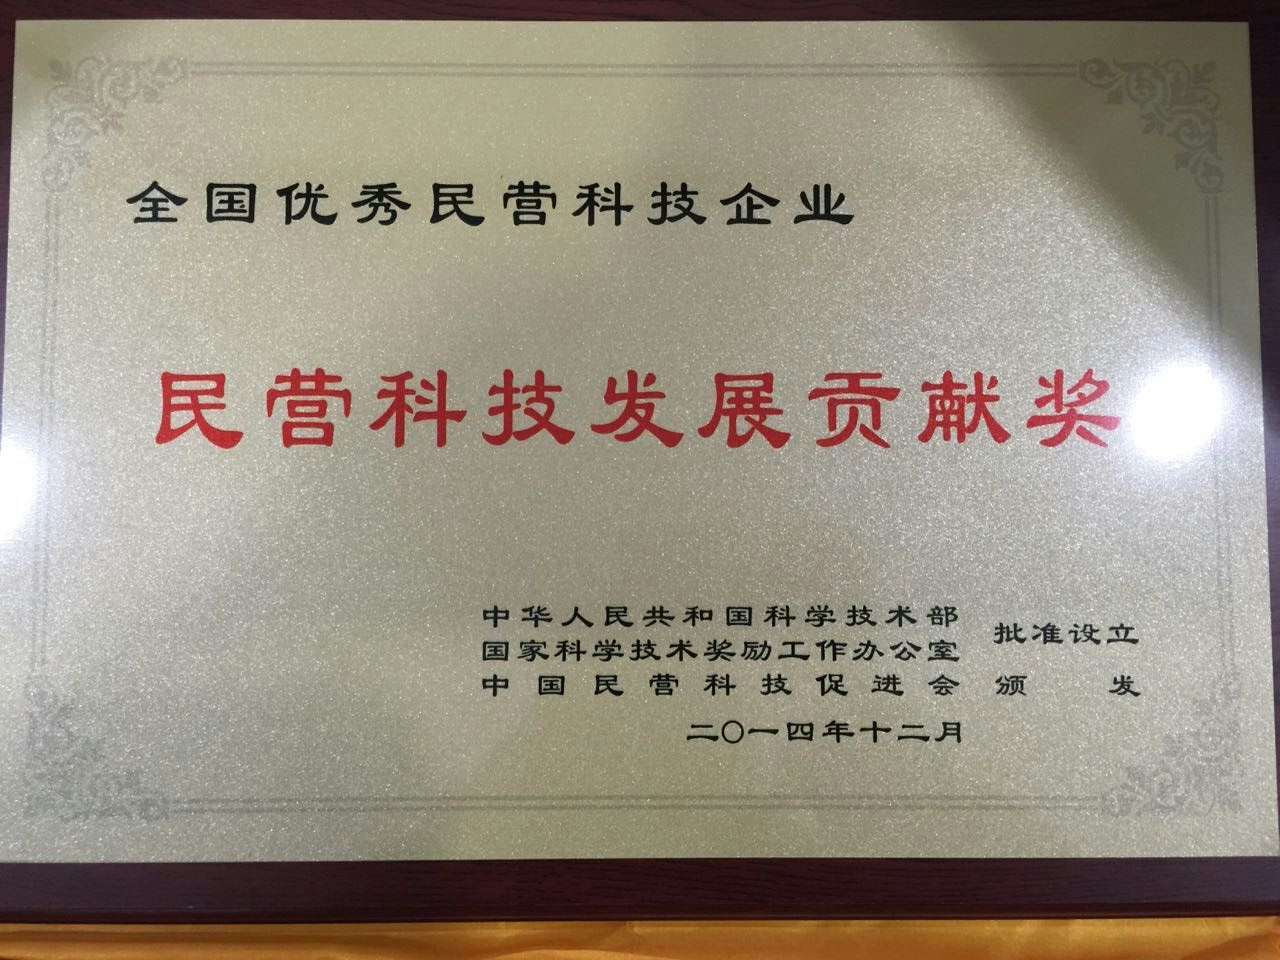 全国优秀民营科技企业
民营科技发展贡献奖
中华人民共和国科学技术部
国家科学技术奖励工作办公室 批准设立
中国民营科技促进会 颁发
二〇一四年十二月